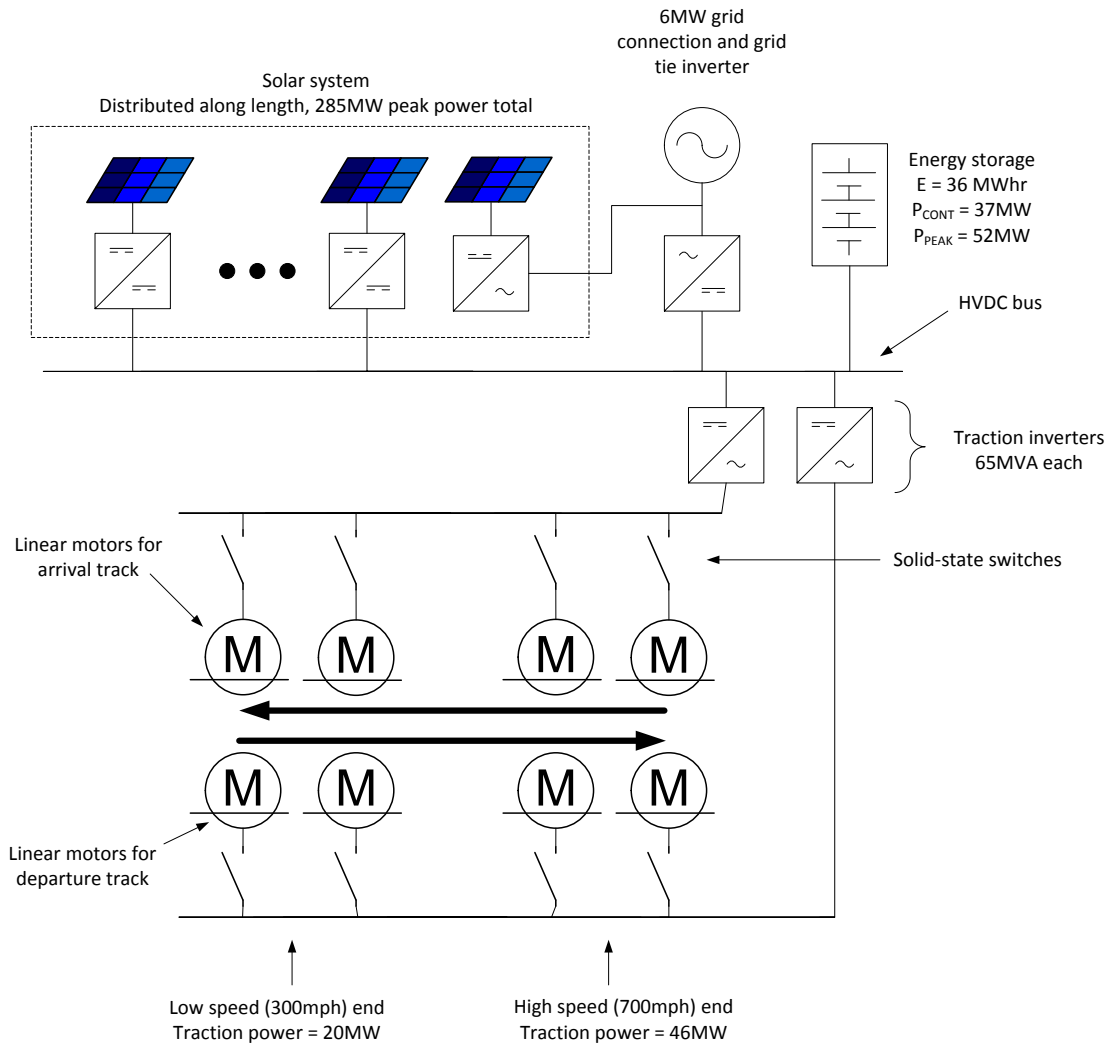 6MW grid
connection and grid
tie inverter
Solar system
Distributed along length, 285MW peak power total
Energy storage
E = 36 MWhr
PCONT = 37MW
PPEAK = 52MW
HVDC bus
Traction inverters
65MVA each
Linear motors for
arrival track
Solid-state switches
M M M M
M M M M
Linear motors for
departure track
Low speed (300mph) end
Traction power = 20MW
High speed (700mph) end
Traction power = 46MW